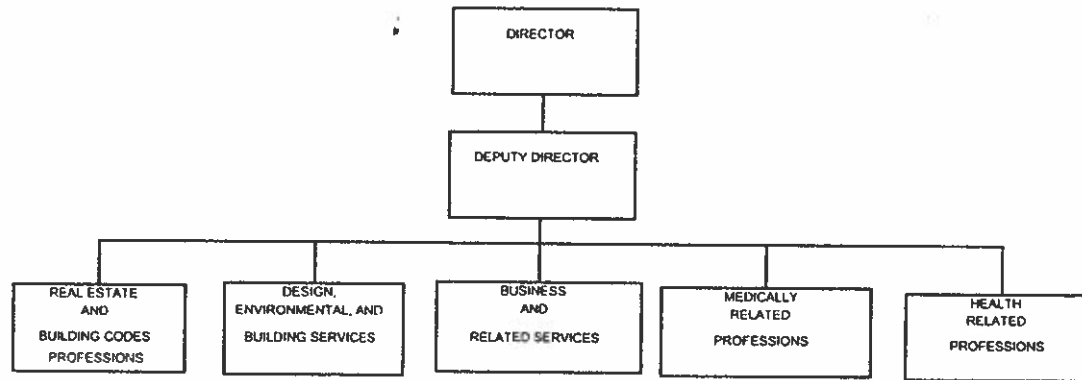 DIRECTOR
DEPUTY DIRECTOR
REAL ESTATE
AND
BUILDING CODES
PROFESSIONS
DESIGN,
ENVIRONMENTAL, AND
BUILDING SERVICES
BUSINESS
AND
RELATED SERVICES
MEDICALLY
RELATED
PROFESSIONS
HEALTH
RELATED
PROFESSIONS